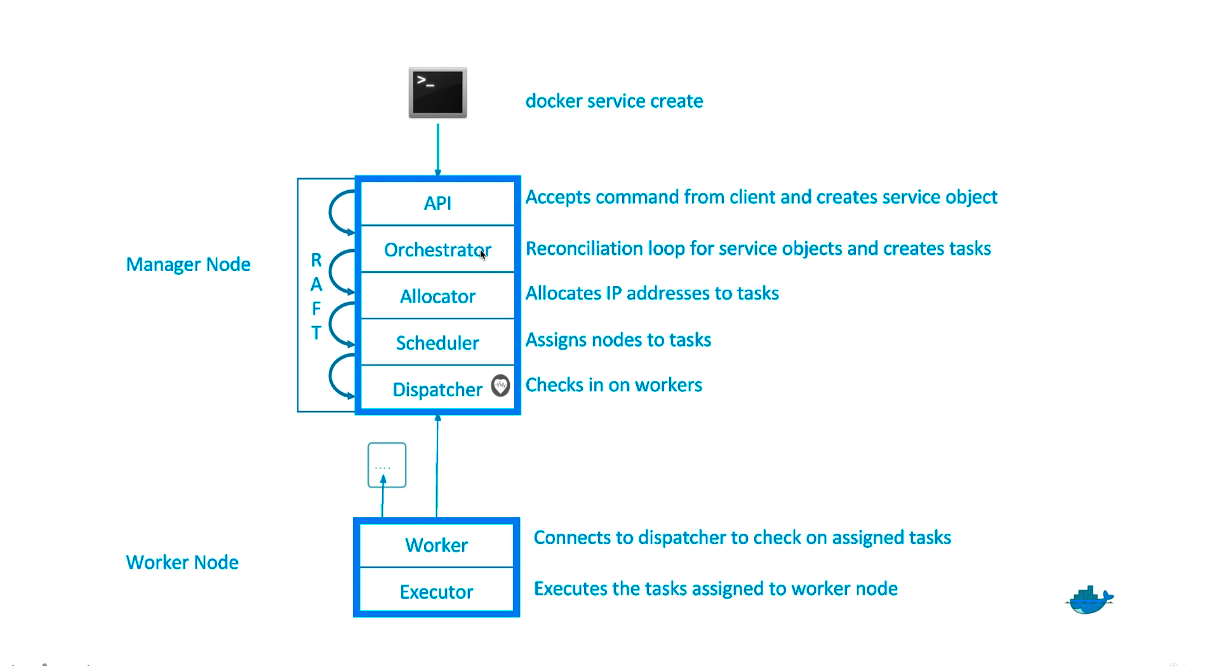 >_
docker service create
API
Accepts command from client and creates service object
Orchestrator
Reconciliation loop for service objects and creates tasks
Manager Node
R
A
F
T
Allocator
Allocates IP addresses to tasks
Scheduler
Assigns nodes to tasks
Dispatcher
Checks in on workers
....
Worker
Connects to dispatcher to check on assigned tasks
Worker Node
Executor
Executes the tasks assigned to worker node